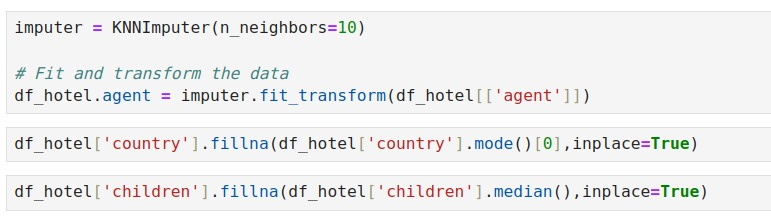 imputer = KNNImputer(n_neighbors=10)
# Fit and transform the data
df_hotel.agent = imputer.fit_transform(df_hotel[['agent']])
df_hotel['country'].fillna(df_hotel['country'].mode()[0],inplace=True)
df_hotel['children'].fillna(df_hotel['children'].median(),inplace=True)